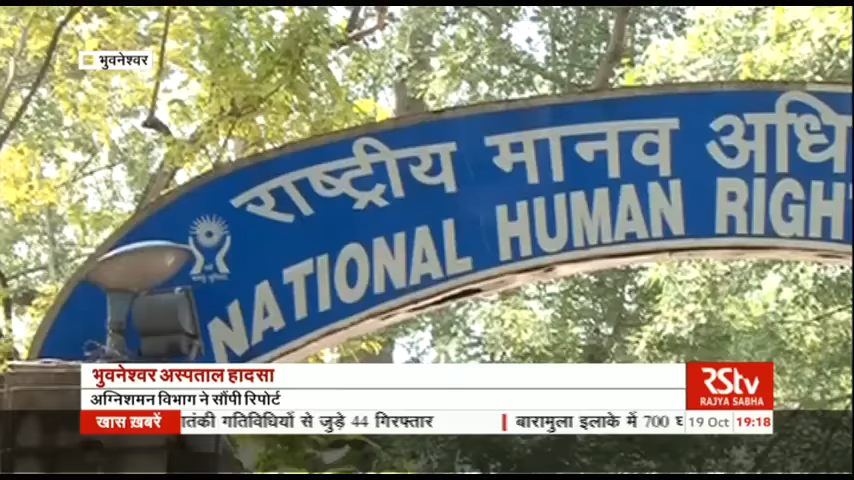 भुवनेश्वर
राष्ट्रीय मानव अधि
NATIONAL HUMAN RIGH
भुवनेश्वर अस्पताल हादसा
अग्निशमन विभाग ने सौंपी रिपोर्ट
RStv
RAJYA SABHA
खास ख़बरें
तंकी गतिविधियों से जुड़े 44 गिरफ्तार
बारामुला इलाके में 700
19 Oct 19:18